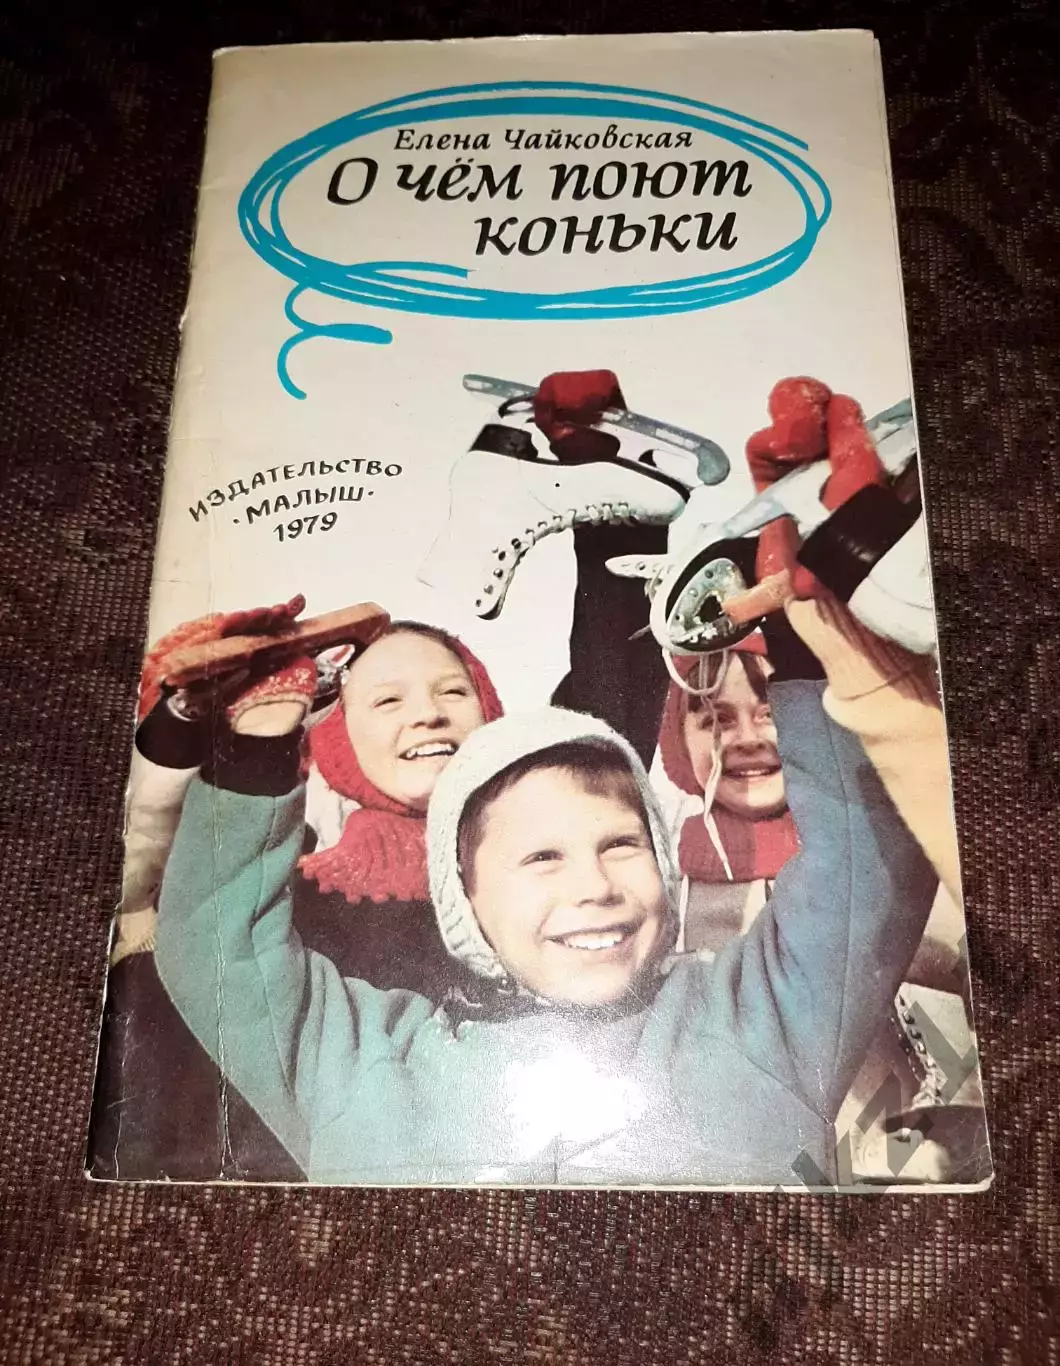 Елена Чайковская
О чём поют
коньки
ИЗДАТЕЛЬСТВО
·МАЛЫШ·
1979